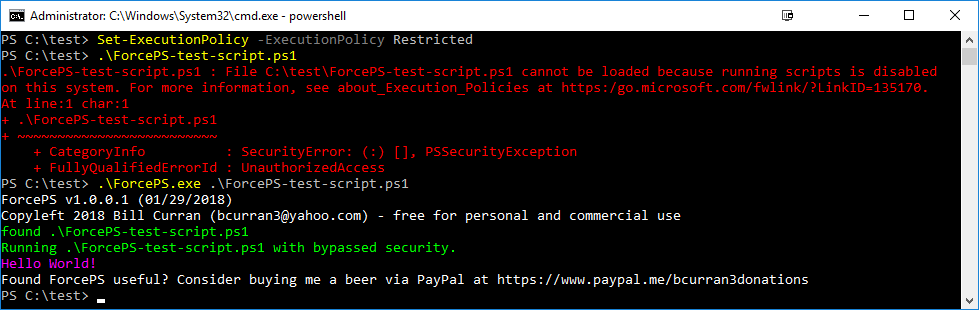 Administrator: C:\Windows\System32\cmd.exe - powershell
PS C:\test> Set-ExecutionPolicy -ExecutionPolicy Restricted
PS C:\test> .\ForcePS-test-script.ps1
.\ForcePS-test-script.ps1 : File C:\test\ForcePS-test-script.ps1 cannot be loaded because running scripts is disabled
on this system. For more information, see about_Execution_Policies at https:/go.microsoft.com/fwlink/?LinkID=135170.
At line:1 char:1
+ .\ForcePS-test-script.ps1
+ ~~~~~~~~~~~~~~~~~~~~~~~~~
    + CategoryInfo          : SecurityError: (:) [], PSSecurityException
    + FullyQualifiedErrorId : UnauthorizedAccess
PS C:\test> .\ForcePS.exe .\ForcePS-test-script.ps1
ForcePS v1.0.0.1 (01/29/2018)
Copyleft 2018 Bill Curran (bcurran3@yahoo.com) - free for personal and commercial use
found .\ForcePS-test-script.ps1
Running .\ForcePS-test-script.ps1 with bypassed security.
Hello World!
Found ForcePS useful? Consider buying me a beer via PayPal at https://www.paypal.me/bcurran3donations
PS C:\test>